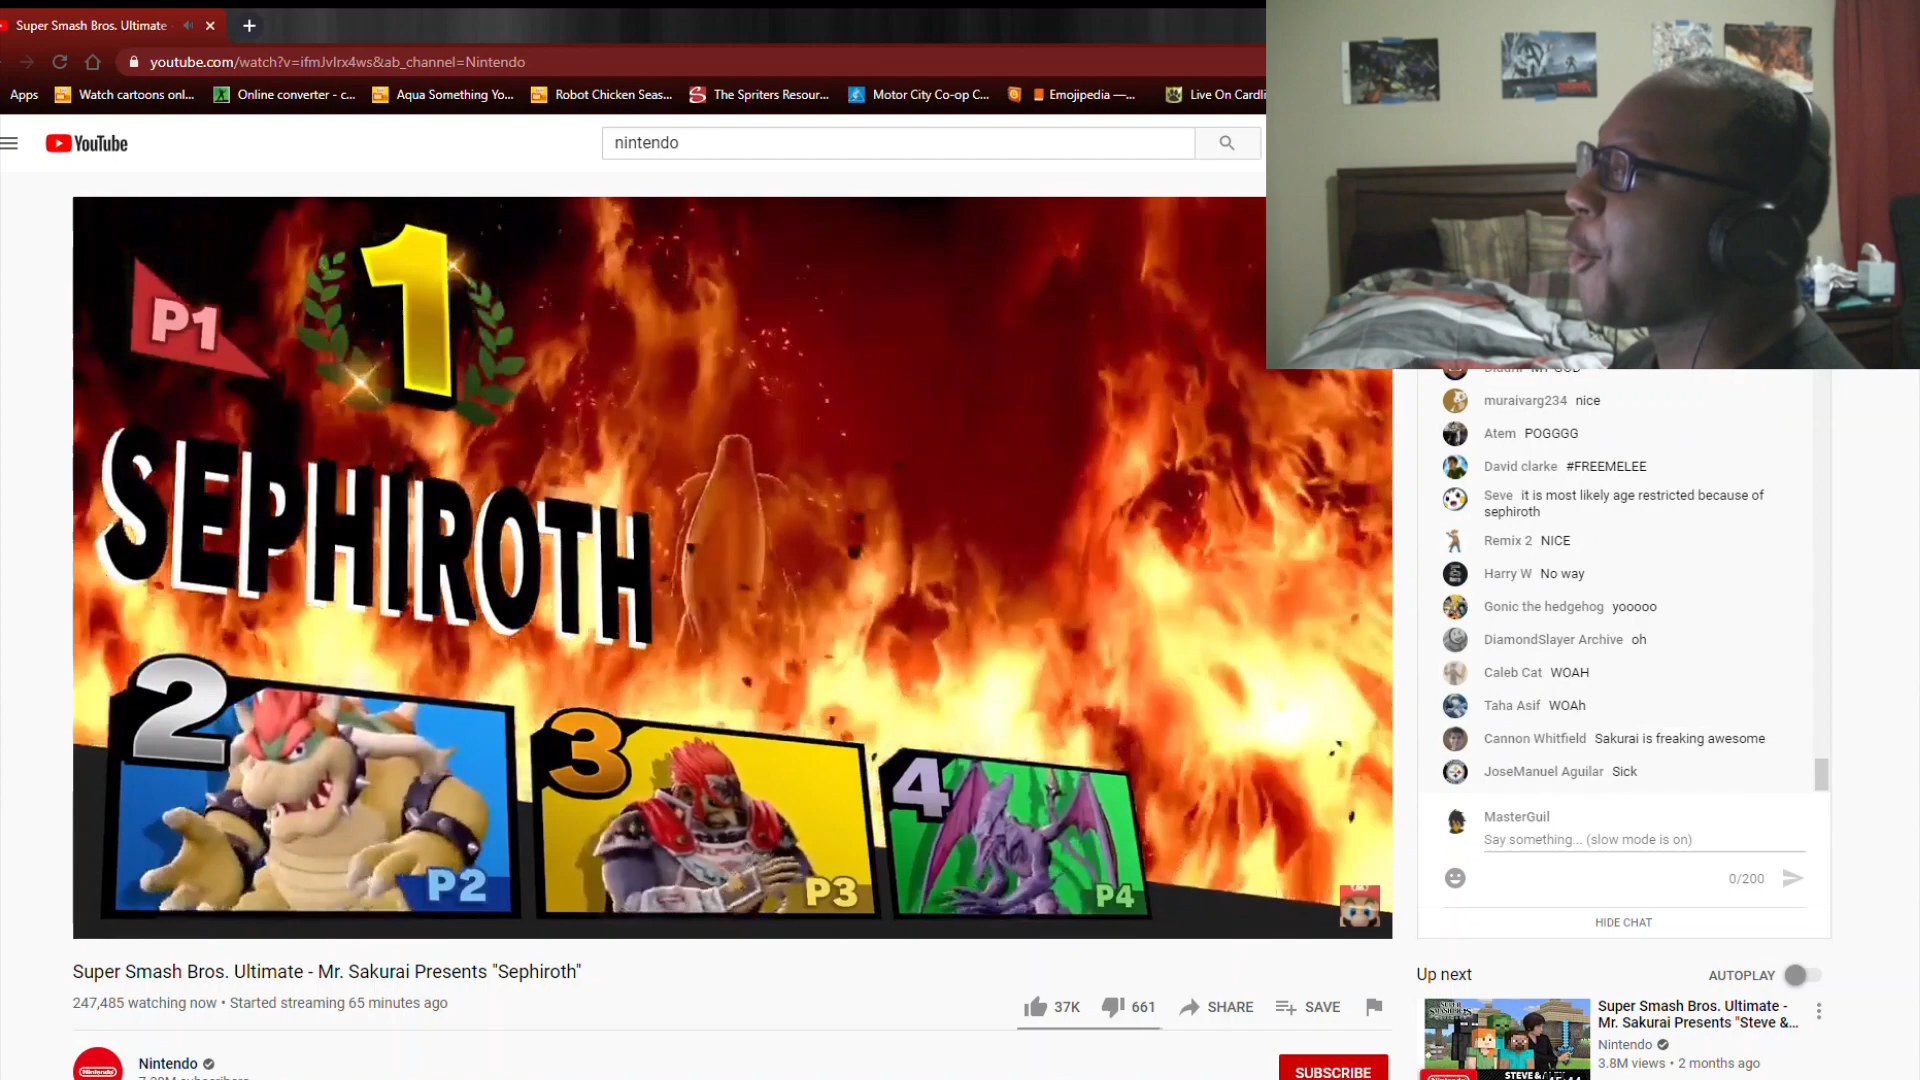 Super Smash Bros. Ultimate
youtube.com/watch?v=ifmJvlrx4ws&ab_channel=Nintendo
Apps
Watch cartoons onl...
Online converter - c...
Aqua Something Yo...
Robot Chicken Seas...
The Spriters Resour...
Motor City Co-op C...
Emojipedia —...
Live On Cardl
YouTube
nintendo
P1
1
SEPHIROTH
2
P2
3
P3
4
P4
muraivarg234 nice
Atem POGGGG
David clarke #FREEMELEE
Seve it is most likely age restricted because of
sephiroth
Remix 2 NICE
Harry W No way
Gonic the hedgehog yooooo
DiamondSlayer Archive oh
Caleb Cat WOAH
Taha Asif WOAh
Cannon Whitfield Sakurai is freaking awesome
JoseManuel Aguilar Sick
MasterGuil
Say something... (slow mode is on)
0/200
HIDE CHAT
Super Smash Bros. Ultimate - Mr. Sakurai Presents "Sephiroth"
247,485 watching now • Started streaming 65 minutes ago
37K
661
SHARE
SAVE
Nintendo
SUBSCRIBE
Up next
AUTOPLAY
Super Smash Bros. Ultimate -
Mr. Sakurai Presents "Steve &...
Nintendo
3.8M views • 2 months ago